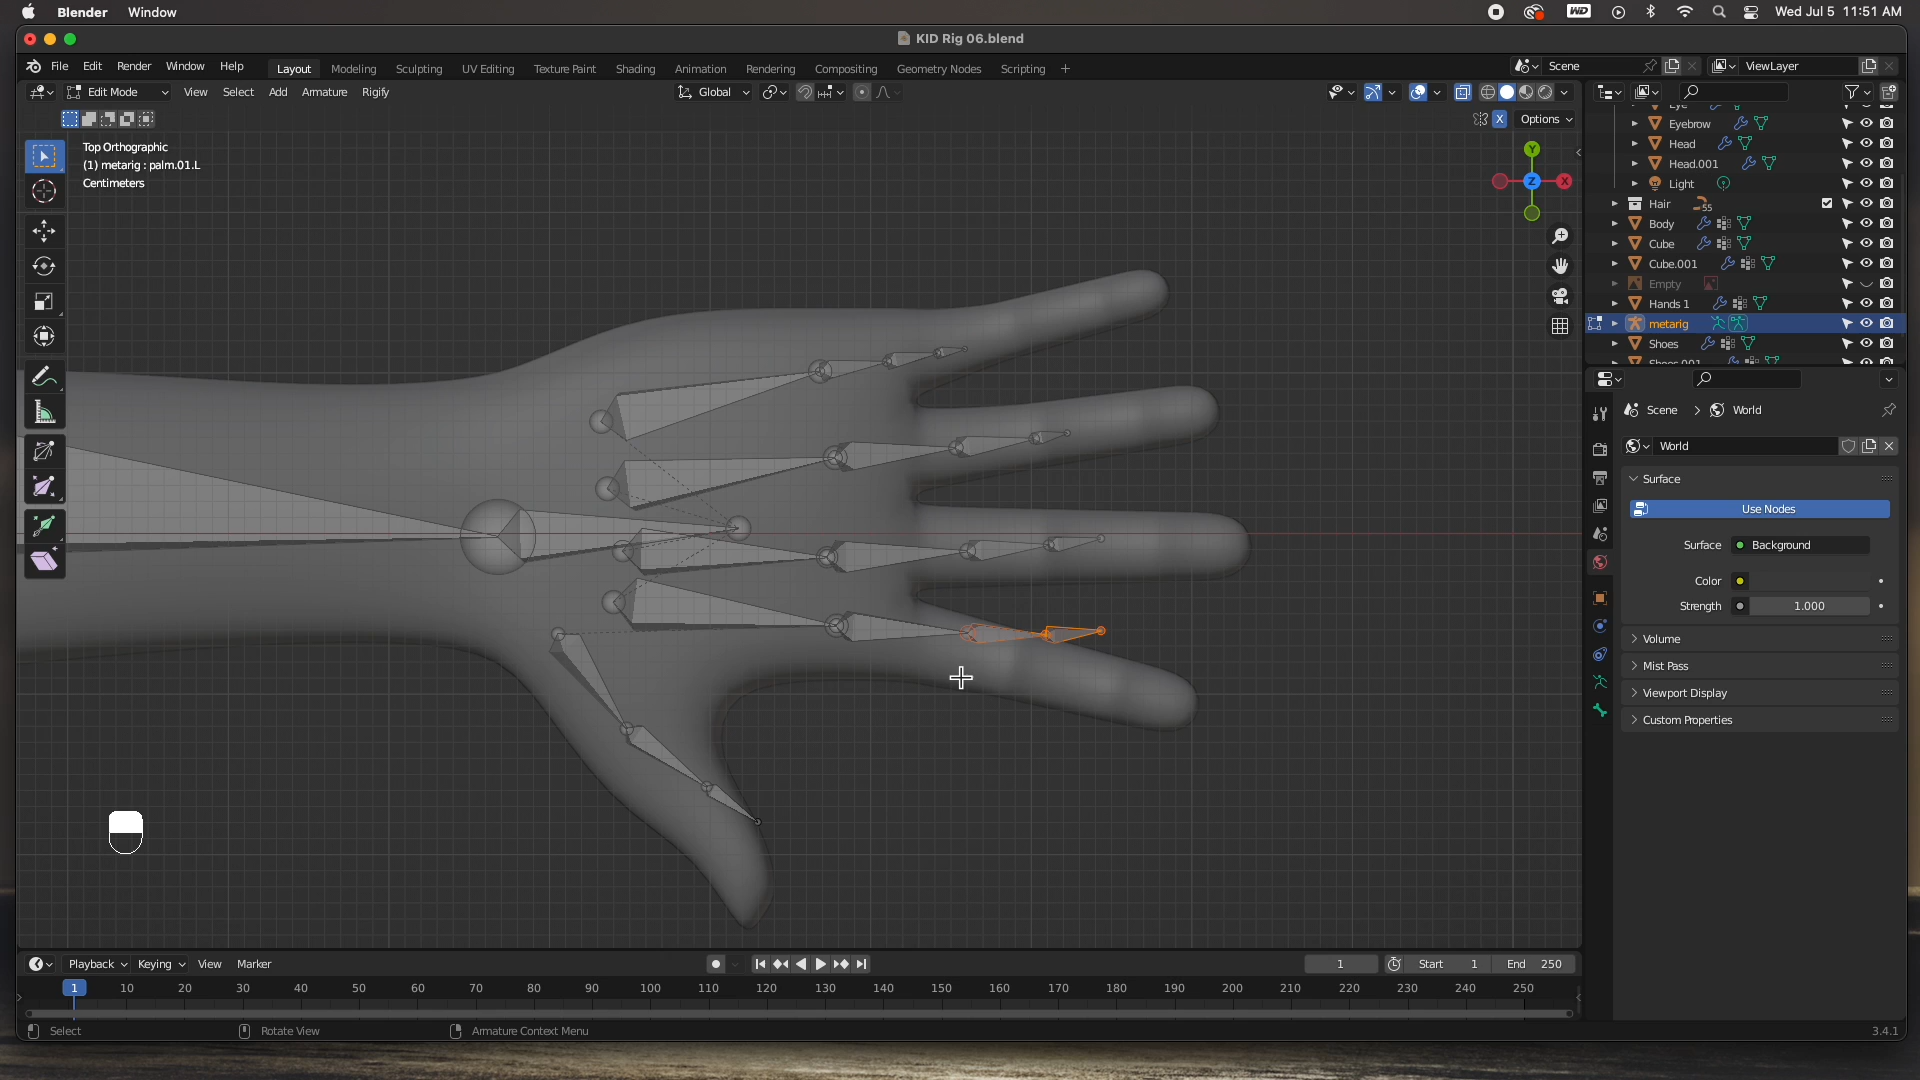 Blender Window
WD
Wed Jul 5 11:51 AM
KID Rig 06.blend
File Edit Render Window Help
Layout Modeling Sculpting UV Editing Texture Paint Shading Animation Rendering Compositing Geometry Nodes Scripting +
Scene
ViewLayer
Edit Mode View Select Add Armature Rigify
Global
X Options
Top Orthographic
(1) metarig : palm.01.L
Centimeters
Y
Z
X
Eye
Eyebrow
Head
Head.001
Light
Hair
55
Body
Cube
Cube.001
Empty
Hands 1
metarig
Shoes
Shoes.001
Scene > World
World
Surface
Use Nodes
Surface Background
Color
Strength 1.000
Volume
Mist Pass
Viewport Display
Custom Properties
Playback Keying View Marker
1
Start 1 End 250
1 10 20 30 40 50 60 70 80 90 100 110 120 130 140 150 160 170 180 190 200 210 220 230 240 250
Select Rotate View Armature Context Menu
3.4.1